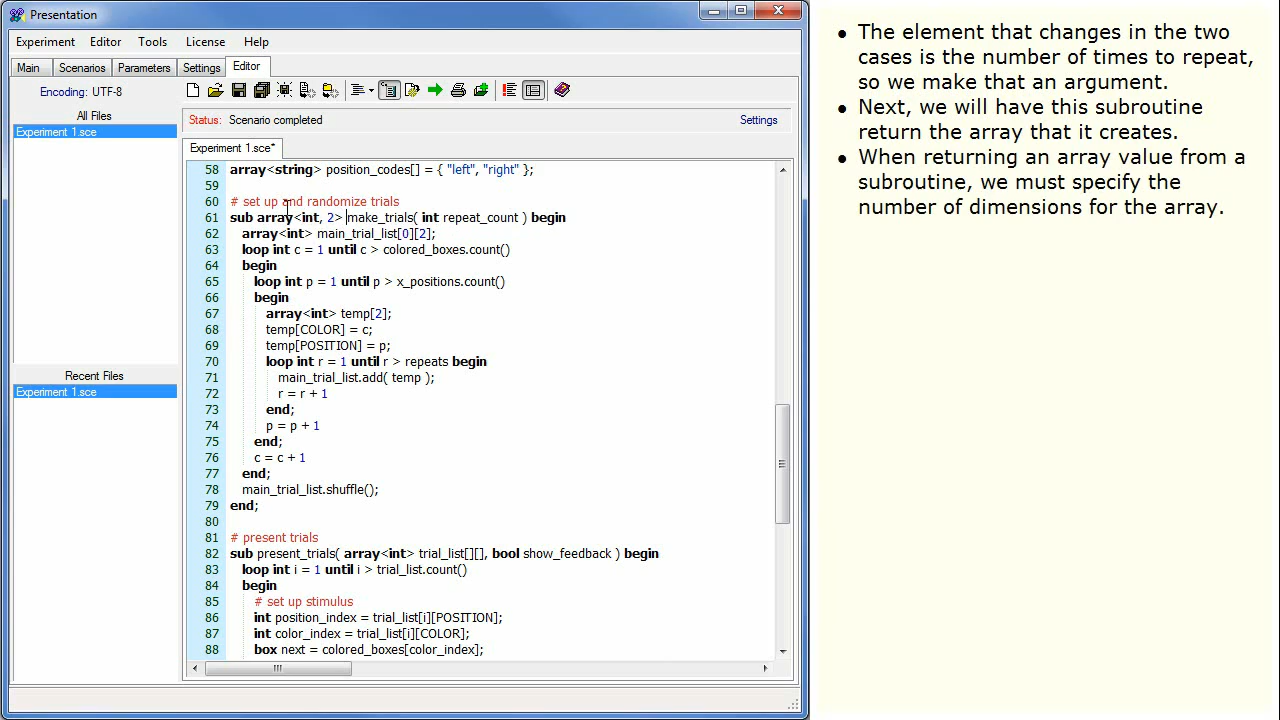 Presentation
Experiment Editor Tools License Help
Main Scenarios Parameters Settings Editor
Encoding: UTF-8
All Files
Experiment 1.sce
Recent Files
Experiment 1.sce
Status: Scenario completed Settings
Experiment 1.sce*
58 array<string> position_codes[] = { "left", "right" };
59
60 # set up and randomize trials
61 sub array<int, 2> make_trials( int repeat_count ) begin
62 array<int> main_trial_list[0][2];
63 loop int c = 1 until c > colored_boxes.count()
64 begin
65 loop int p = 1 until p > x_positions.count()
66 begin
67 array<int> temp[2];
68 temp[COLOR] = c;
69 temp[POSITION] = p;
70 loop int r = 1 until r > repeats begin
71 main_trial_list.add( temp );
72 r = r + 1
73 end;
74 p = p + 1
75 end;
76 c = c + 1
77 end;
78 main_trial_list.shuffle();
79 end;
80
81 # present trials
82 sub present_trials( array<int> trial_list[][], bool show_feedback ) begin
83 loop int i = 1 until i > trial_list.count()
84 begin
85 # set up stimulus
86 int position_index = trial_list[i][POSITION];
87 int color_index = trial_list[i][COLOR];
88 box next = colored_boxes[color_index];
• The element that changes in the two
cases is the number of times to repeat,
so we make that an argument.
• Next, we will have this subroutine
return the array that it creates.
• When returning an array value from a
subroutine, we must specify the
number of dimensions for the array.